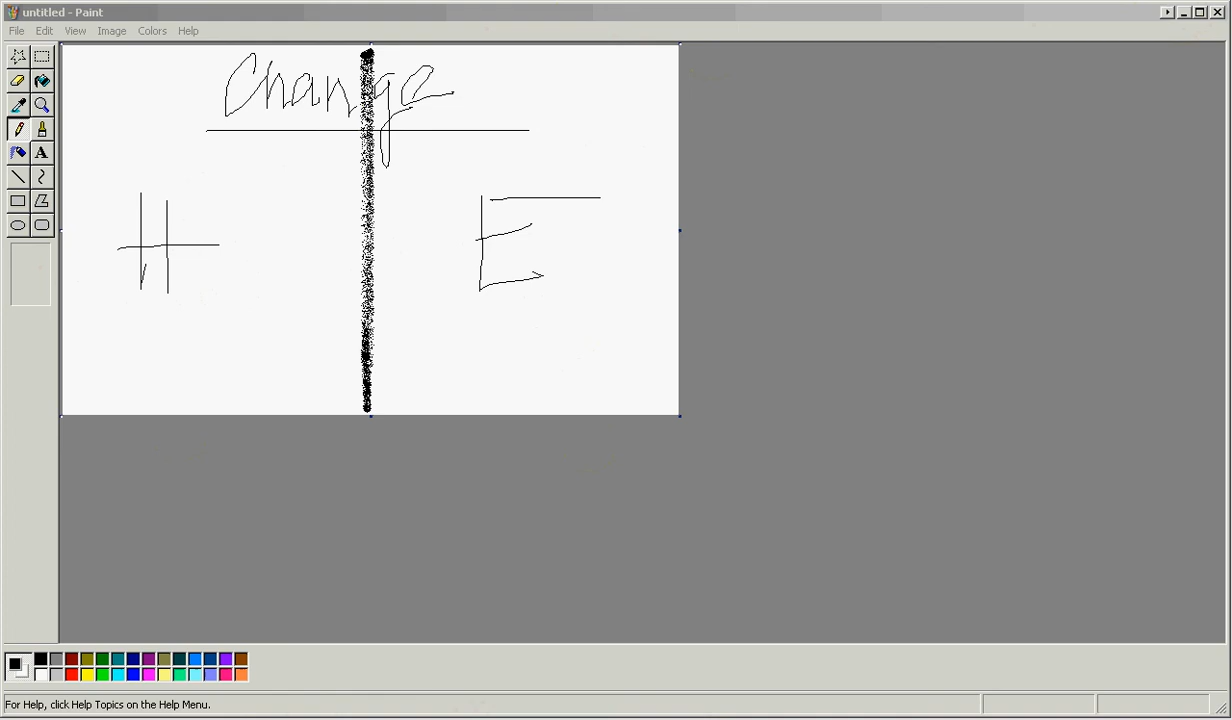 untitled - Paint
File Edit View Image Colors Help
Change
H E
For Help, click Help Topics on the Help Menu.